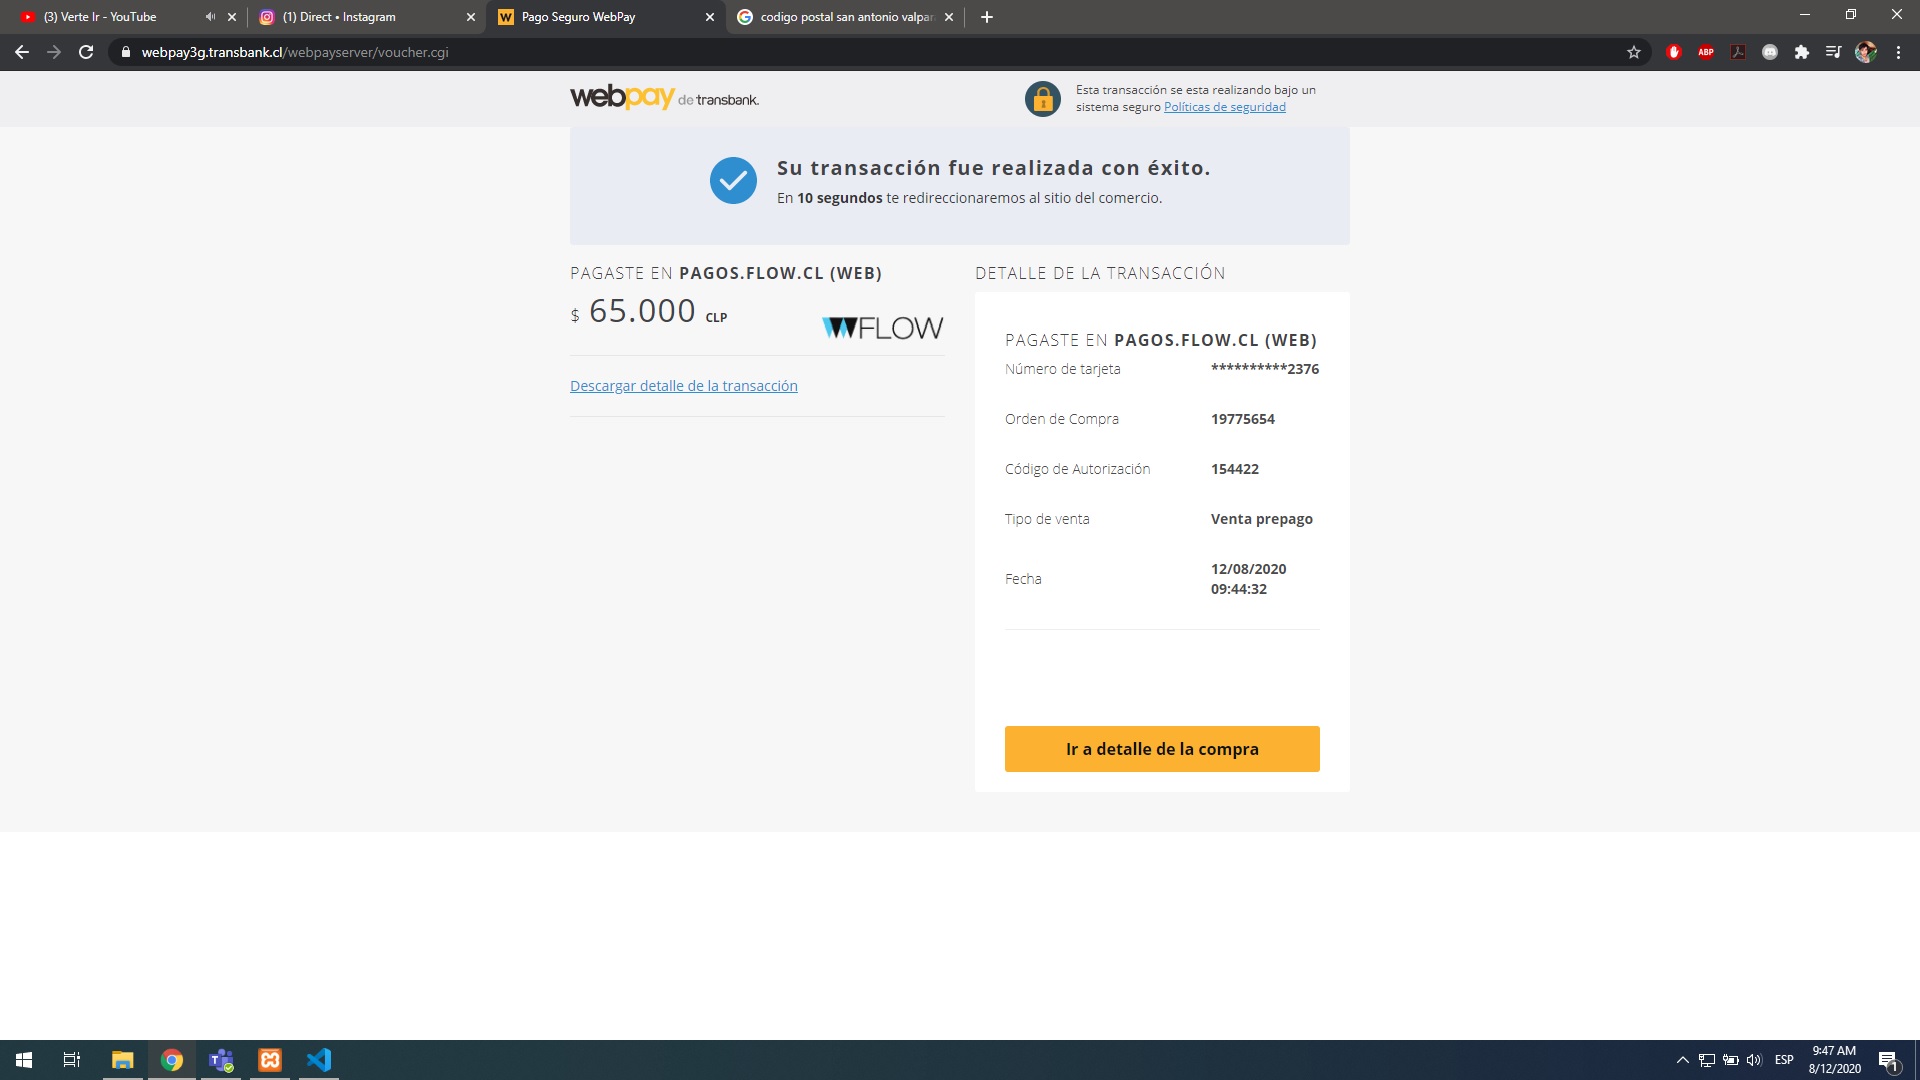 (3) Verte Ir - YouTube
(1) Direct • Instagram
Pago Seguro WebPay
codigo postal san antonio valpar
webpay3g.transbank.cl/webpayserver/voucher.cgi
ABP
webpay de transbank.
Esta transacción se esta realizando bajo un
sistema seguro Políticas de seguridad
Su transacción fue realizada con éxito.
En 10 segundos te redireccionaremos al sitio del comercio.
PAGASTE EN PAGOS.FLOW.CL (WEB)
$ 65.000 CLP
FLOW
Descargar detalle de la transacción
DETALLE DE LA TRANSACCIÓN
PAGASTE EN PAGOS.FLOW.CL (WEB)
Número de tarjeta **********2376
Orden de Compra 19775654
Código de Autorización 154422
Tipo de venta Venta prepago
Fecha 12/08/2020
09:44:32
Ir a detalle de la compra
ESP
9:47 AM
8/12/2020
1